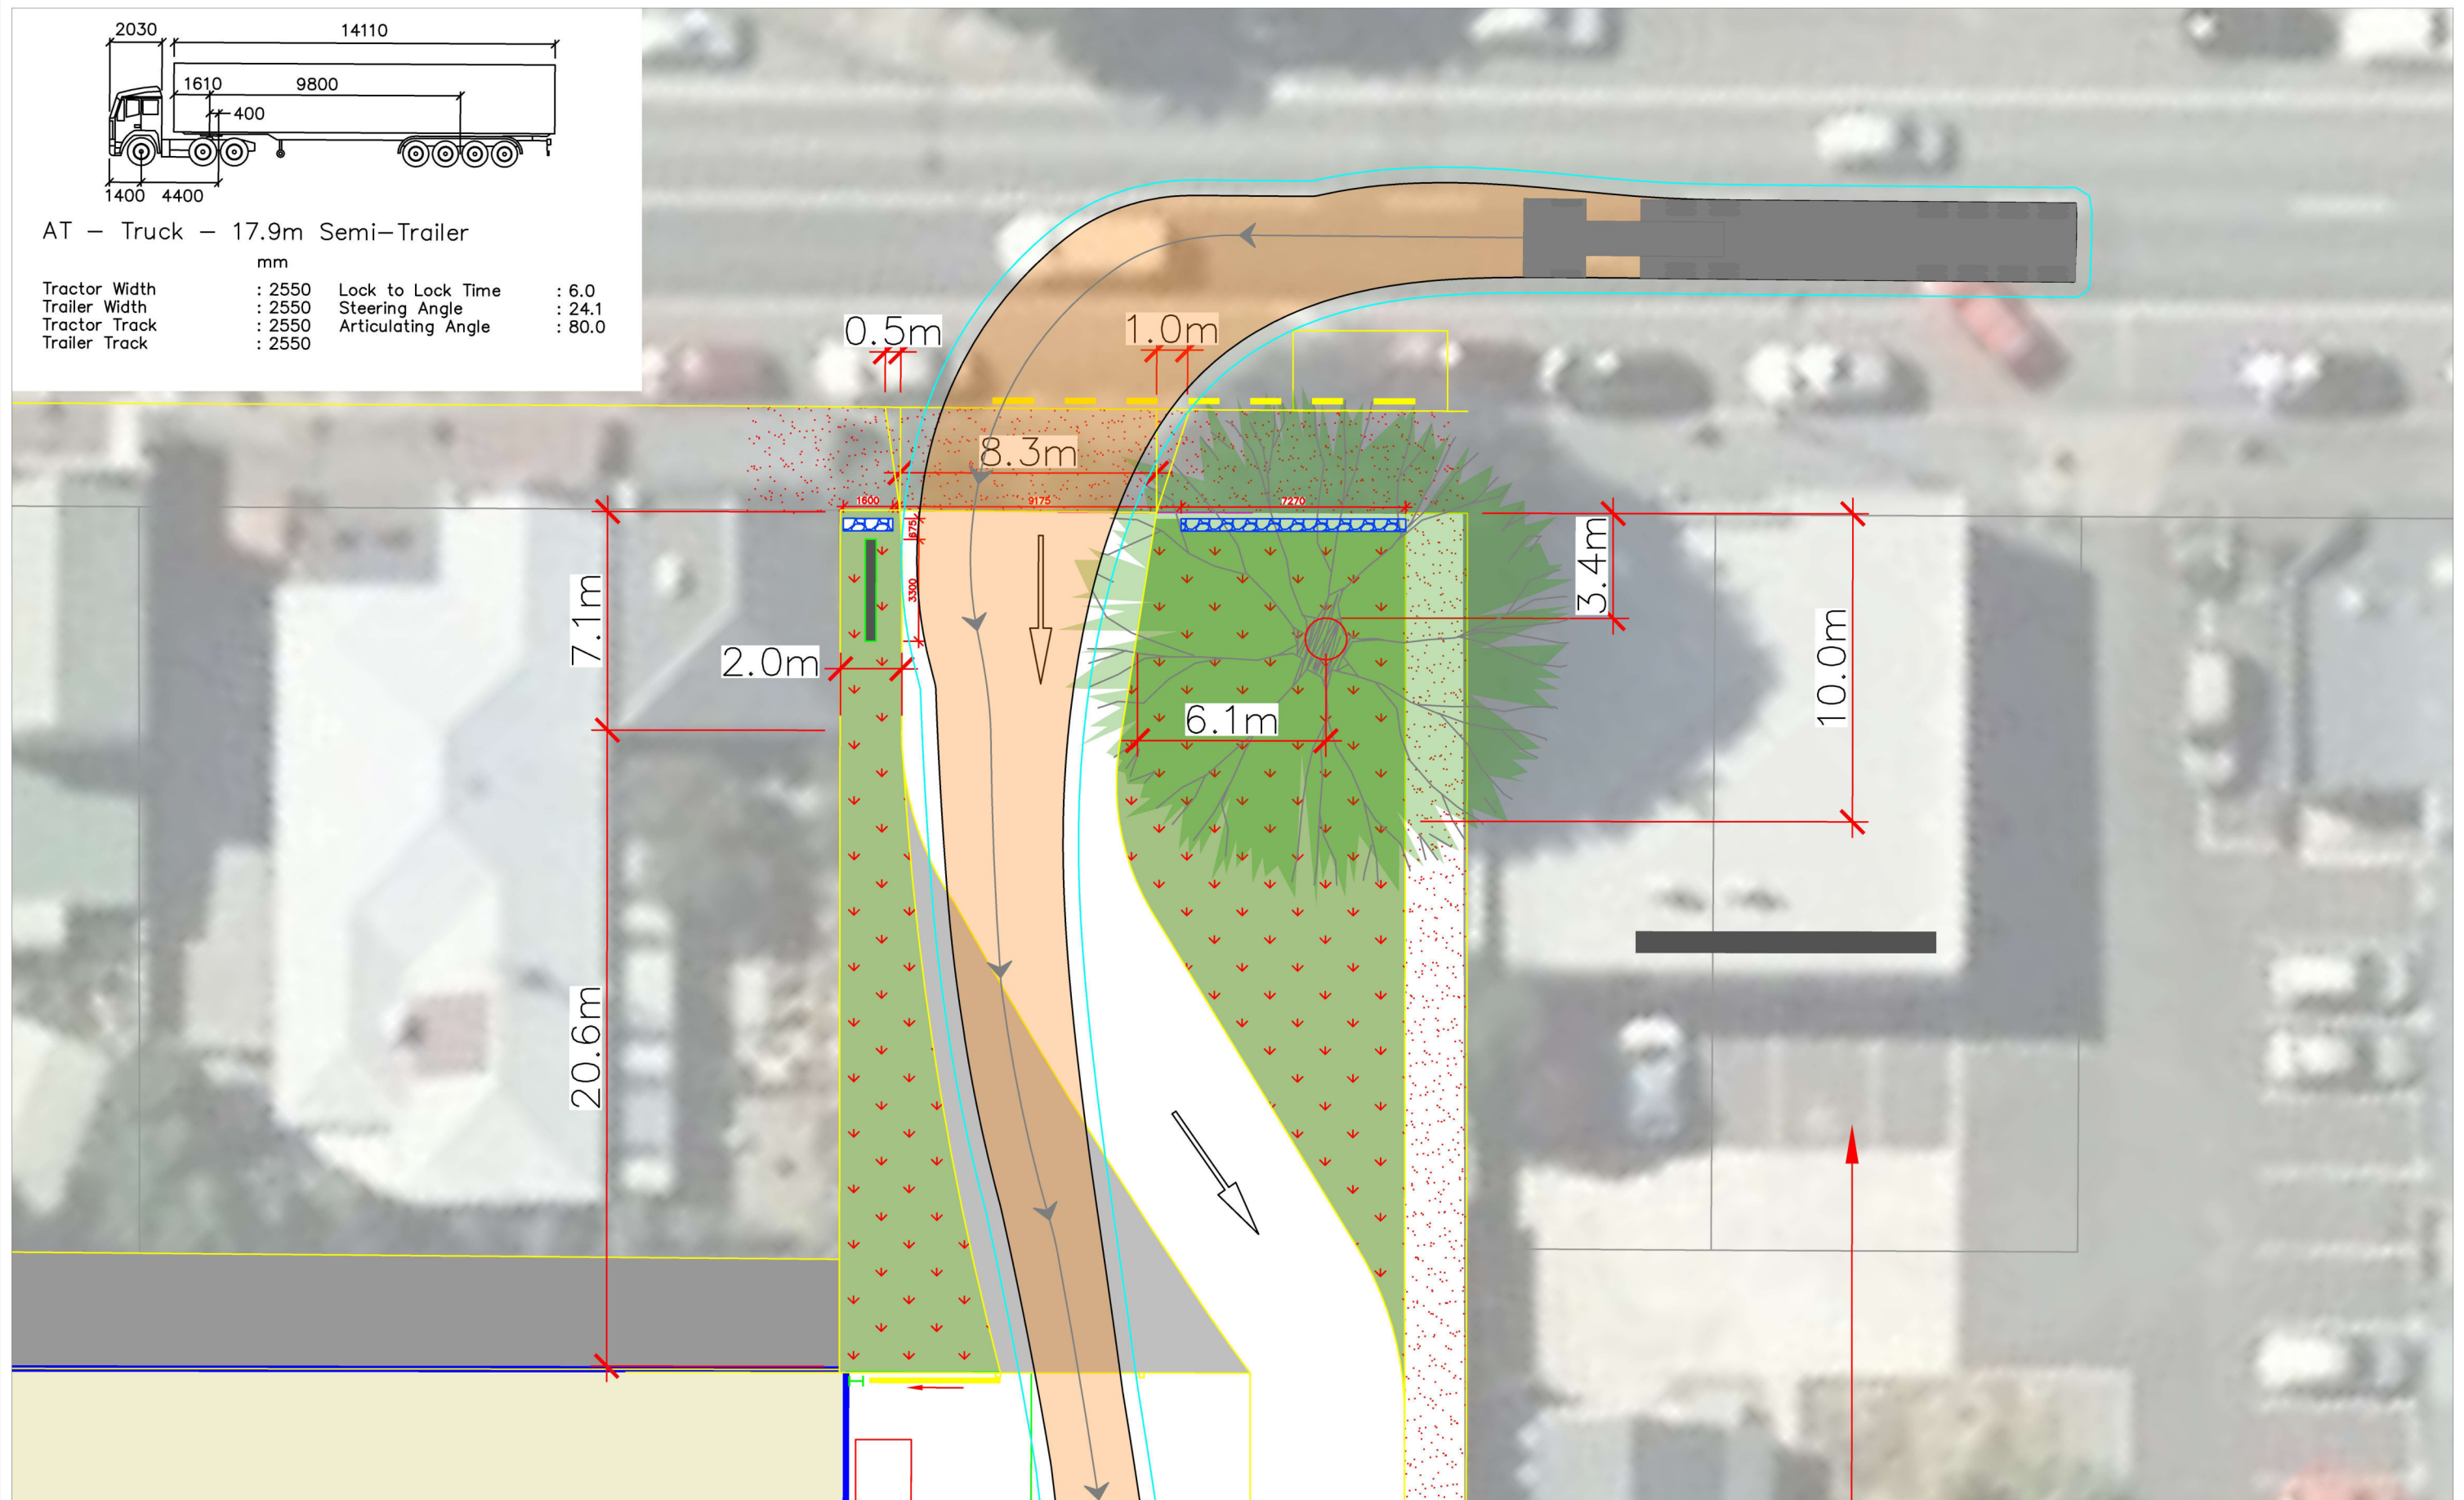 2030
14110
1610
9800
400
1400
4400
AT – Truck – 17.9m Semi–Trailer
mm
Tractor Width : 2550 Lock to Lock Time : 6.0
Trailer Width : 2550 Steering Angle : 24.1
Tractor Track : 2550 Articulating Angle : 80.0
Trailer Track : 2550
0.5m
1.0m
8.3m
1600
9175
7270
675
3300
7.1m
2.0m
3.4m
6.1m
10.0m
20.6m